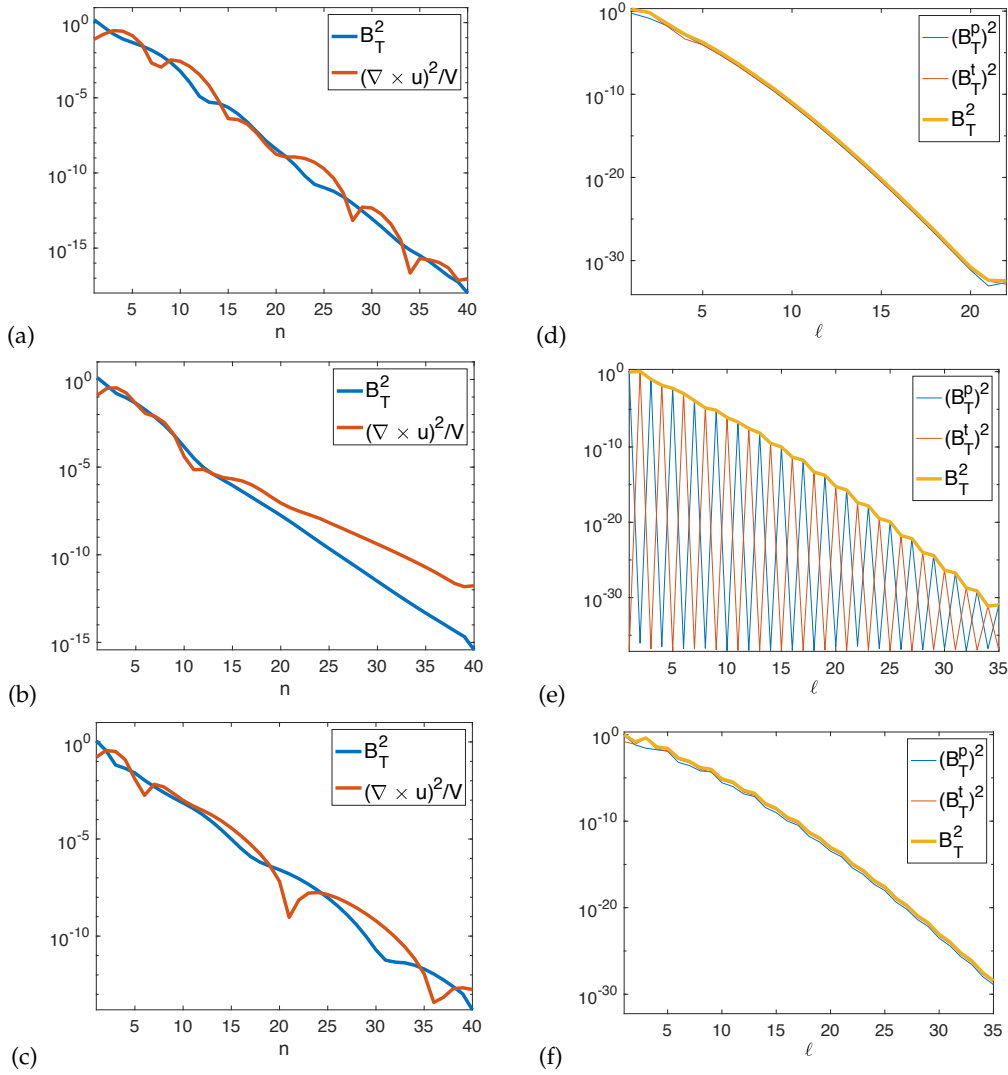 10^0
10^-5
10^-10
10^-15
5 10 15 20 25 30 35 40
n
B_T^2
(∇ × u)^2/V
(a)
10^0
10^-10
10^-20
10^-30
5 10 15 20
ℓ
(B_T^p)^2
(B_T^t)^2
B_T^2
(d)
10^0
10^-5
10^-10
10^-15
5 10 15 20 25 30 35 40
n
B_T^2
(∇ × u)^2/V
(b)
10^0
10^-10
10^-20
10^-30
5 10 15 20 25 30 35
ℓ
(B_T^p)^2
(B_T^t)^2
B_T^2
(e)
10^0
10^-5
10^-10
5 10 15 20 25 30 35 40
n
B_T^2
(∇ × u)^2/V
(c)
10^0
10^-10
10^-20
10^-30
5 10 15 20 25 30 35
ℓ
(B_T^p)^2
(B_T^t)^2
B_T^2
(f)